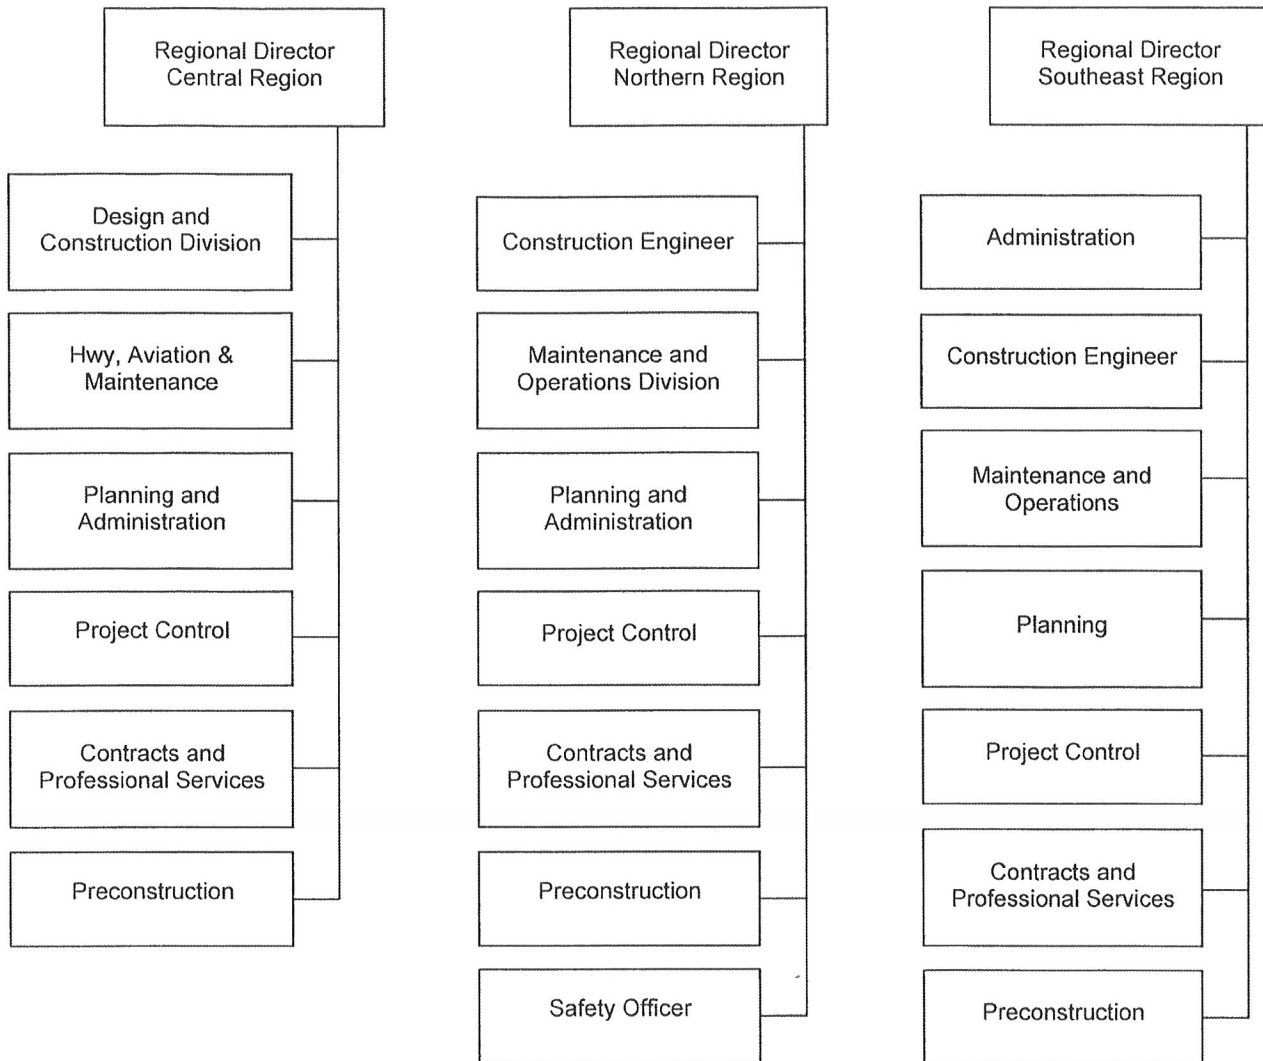 Regional Director
Central Region
Design and
Construction Division
Hwy, Aviation &
Maintenance
Planning and
Administration
Project Control
Contracts and
Professional Services
Preconstruction
Regional Director
Northern Region
Construction Engineer
Maintenance and
Operations Division
Planning and
Administration
Project Control
Contracts and
Professional Services
Preconstruction
Safety Officer
Regional Director
Southeast Region
Administration
Construction Engineer
Maintenance and
Operations
Planning
Project Control
Contracts and
Professional Services
Preconstruction